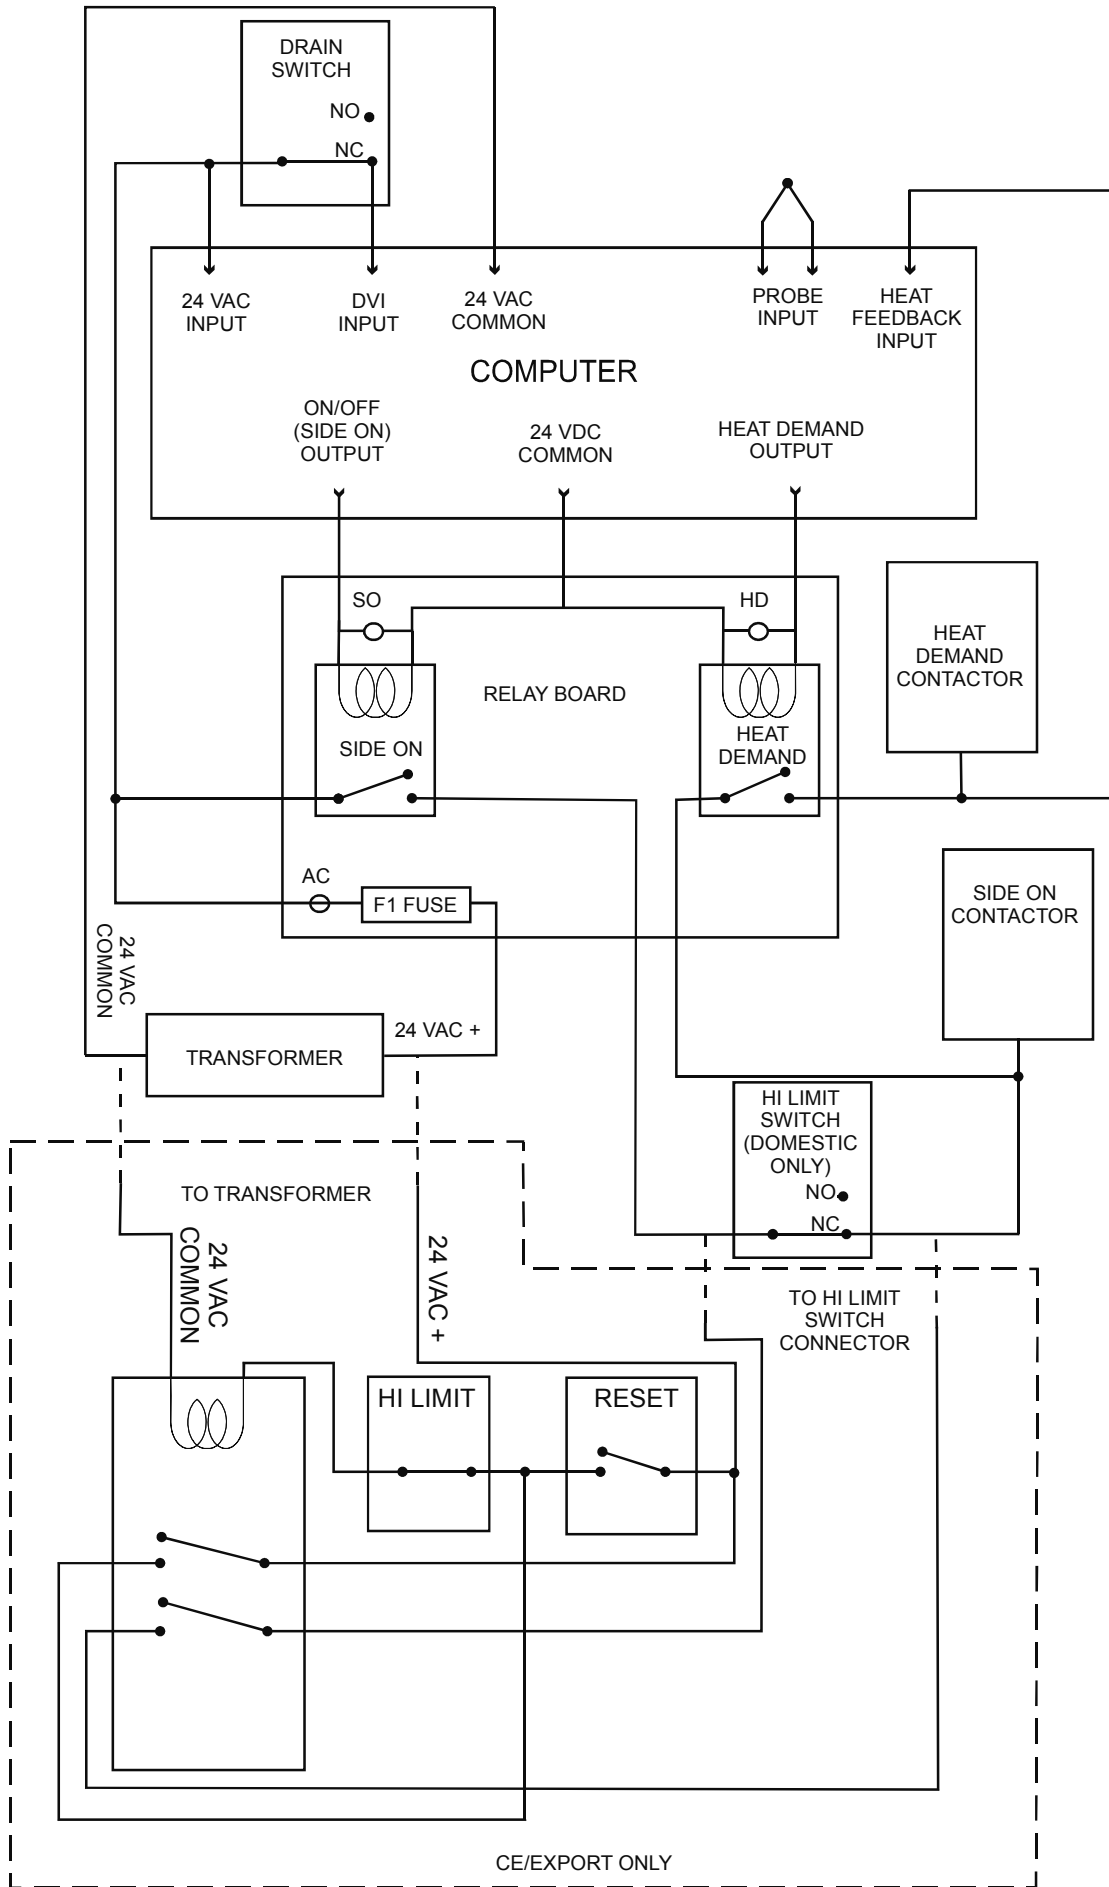 DRAIN
SWITCH
NO
NC
24 VAC
INPUT
DVI
INPUT
24 VAC
COMMON
PROBE
INPUT
HEAT
FEEDBACK
INPUT
COMPUTER
ON/OFF
(SIDE ON)
OUTPUT
24 VDC
COMMON
HEAT DEMAND
OUTPUT
SO
HD
RELAY BOARD
SIDE ON
HEAT
DEMAND
HEAT
DEMAND
CONTACTOR
AC
F1 FUSE
SIDE ON
CONTACTOR
24 VAC
COMMON
24 VAC +
TRANSFORMER
HI LIMIT
SWITCH
(DOMESTIC
ONLY)
NO
NC
TO TRANSFORMER
24 VAC
COMMON
24 VAC +
TO HI LIMIT
SWITCH
CONNECTOR
HI LIMIT
RESET
CE/EXPORT ONLY